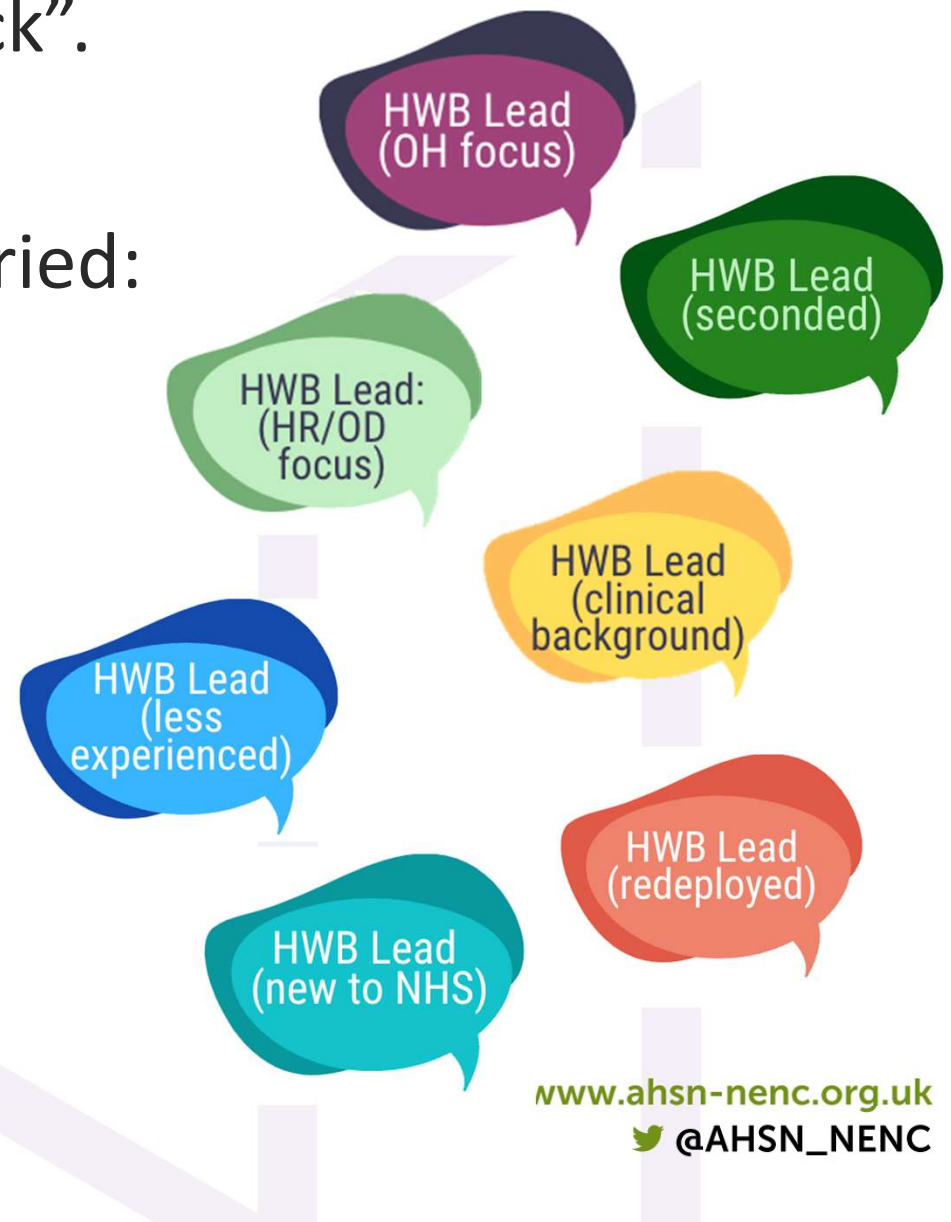 ck”.
ried:
HWB Lead
(OH focus)
HWB Lead
(seconded)
HWB Lead:
(HR/OD
focus)
HWB Lead
(clinical
background)
HWB Lead
(less
experienced)
HWB Lead
(redeployed)
HWB Lead
(new to NHS)
www.ahsn-nenc.org.uk
@AHSN_NENC